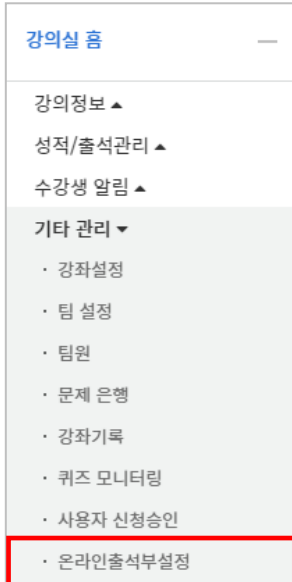 강의실 홈
강의정보 ▲
성적/출석관리 ▲
수강생 알림 ▲
기타 관리 ▼
· 강좌설정
· 팀 설정
· 팀원
· 문제 은행
· 강좌기록
· 퀴즈 모니터링
· 사용자 신청승인
· 온라인출석부설정